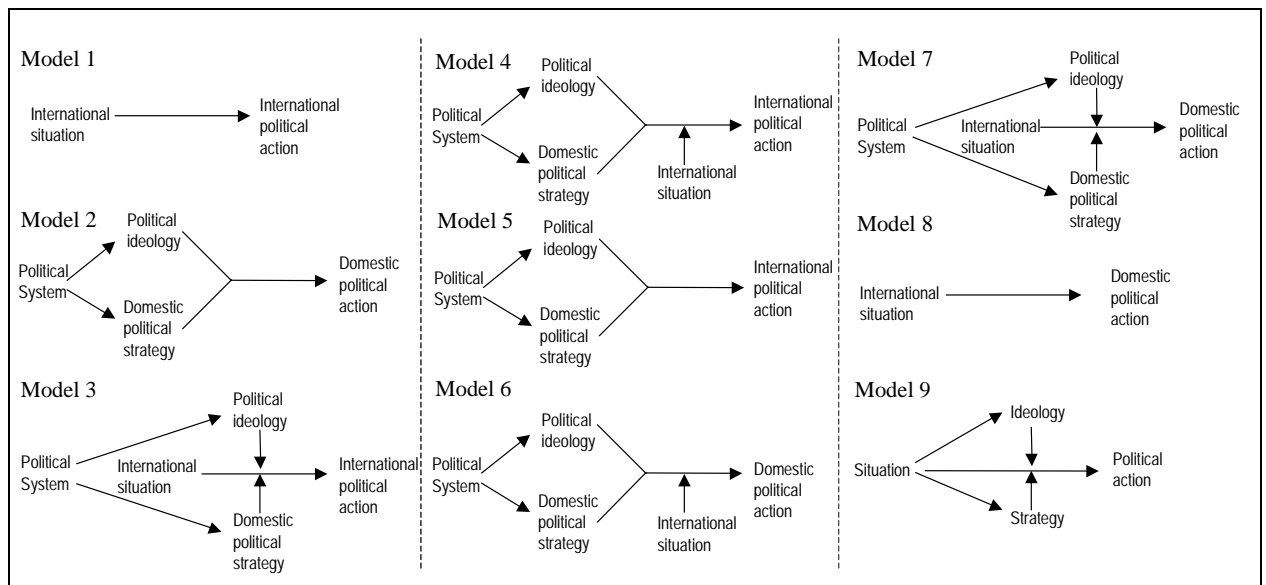 Model 1
International
situation
International
political
action
Model 2
Political
ideology
Political
System
Domestic
political
strategy
Domestic
political
action
Model 3
Political
ideology
Political
System
International
situation
International
political
action
Domestic
political
strategy
Model 4
Political
ideology
Political
System
Domestic
political
strategy
International
situation
International
political
action
Model 5
Political
ideology
Political
System
Domestic
political
strategy
International
political
action
Model 6
Political
ideology
Political
System
Domestic
political
strategy
International
situation
Domestic
political
action
Model 7
Political
ideology
Political
System
International
situation
Domestic
political
action
Domestic
political
strategy
Model 8
International
situation
Domestic
political
action
Model 9
Ideology
Situation
Political
action
Strategy